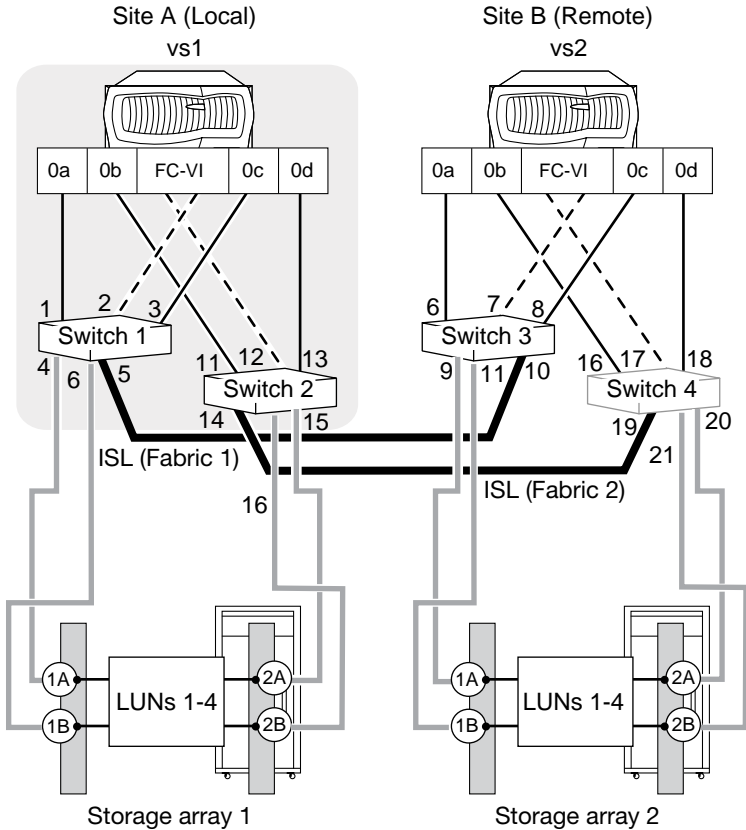 Site A (Local)
vs1
Site B (Remote)
vs2
0a 0b FC-VI 0c 0d
0a 0b FC-VI 0c 0d
1 2 3
Switch 1
4 6 5
11 12 13
Switch 2
14 15
16
6 7 8
Switch 3
9 11 10
16 17 18
Switch 4
19 20
21
ISL (Fabric 1)
ISL (Fabric 2)
1A
1B
LUNs 1-4
2A
2B
Storage array 1
1A
1B
LUNs 1-4
2A
2B
Storage array 2